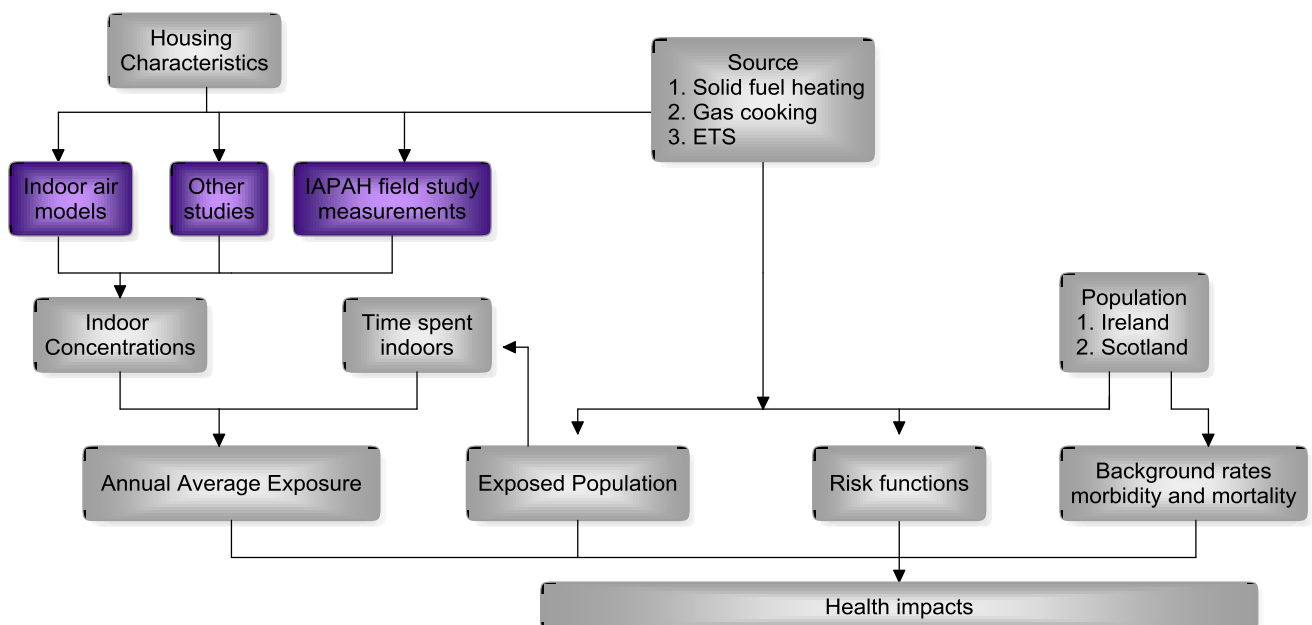 Housing
Characteristics
Source
1. Solid fuel heating
2. Gas cooking
3. ETS
Indoor air
models
Other
studies
IAPAH field study
measurements
Indoor
Concentrations
Time spent
indoors
Population
1. Ireland
2. Scotland
Annual Average Exposure
Exposed Population
Risk functions
Background rates
morbidity and mortality
Health impacts